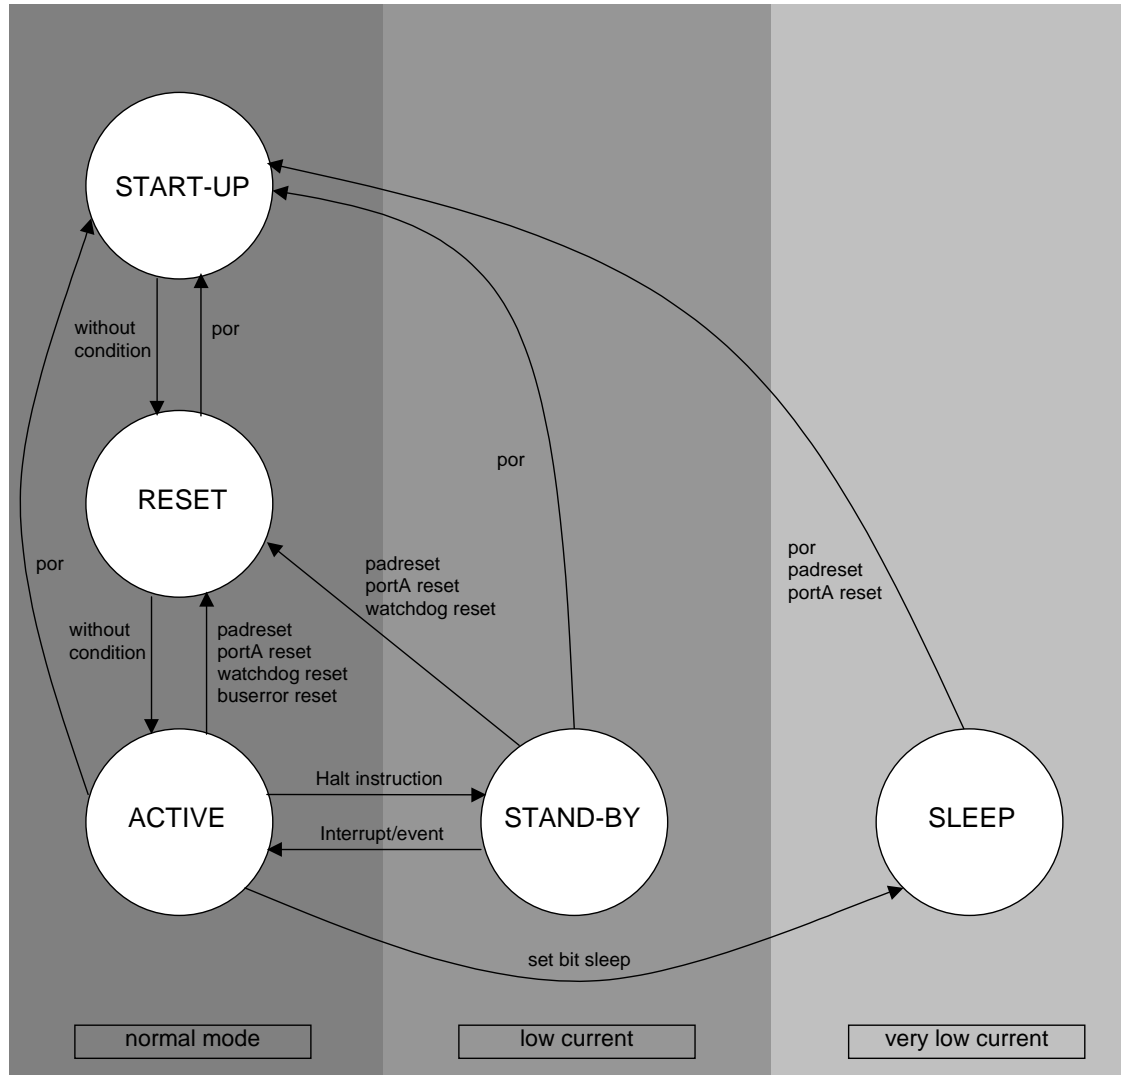 START-UP
without
condition
por
RESET
por
por
padreset
portA reset
watchdog reset
por
padreset
portA reset
without
condition
padreset
portA reset
watchdog reset
buserror reset
Halt instruction
ACTIVE
STAND-BY
SLEEP
Interrupt/event
set bit sleep
normal mode
low current
very low current